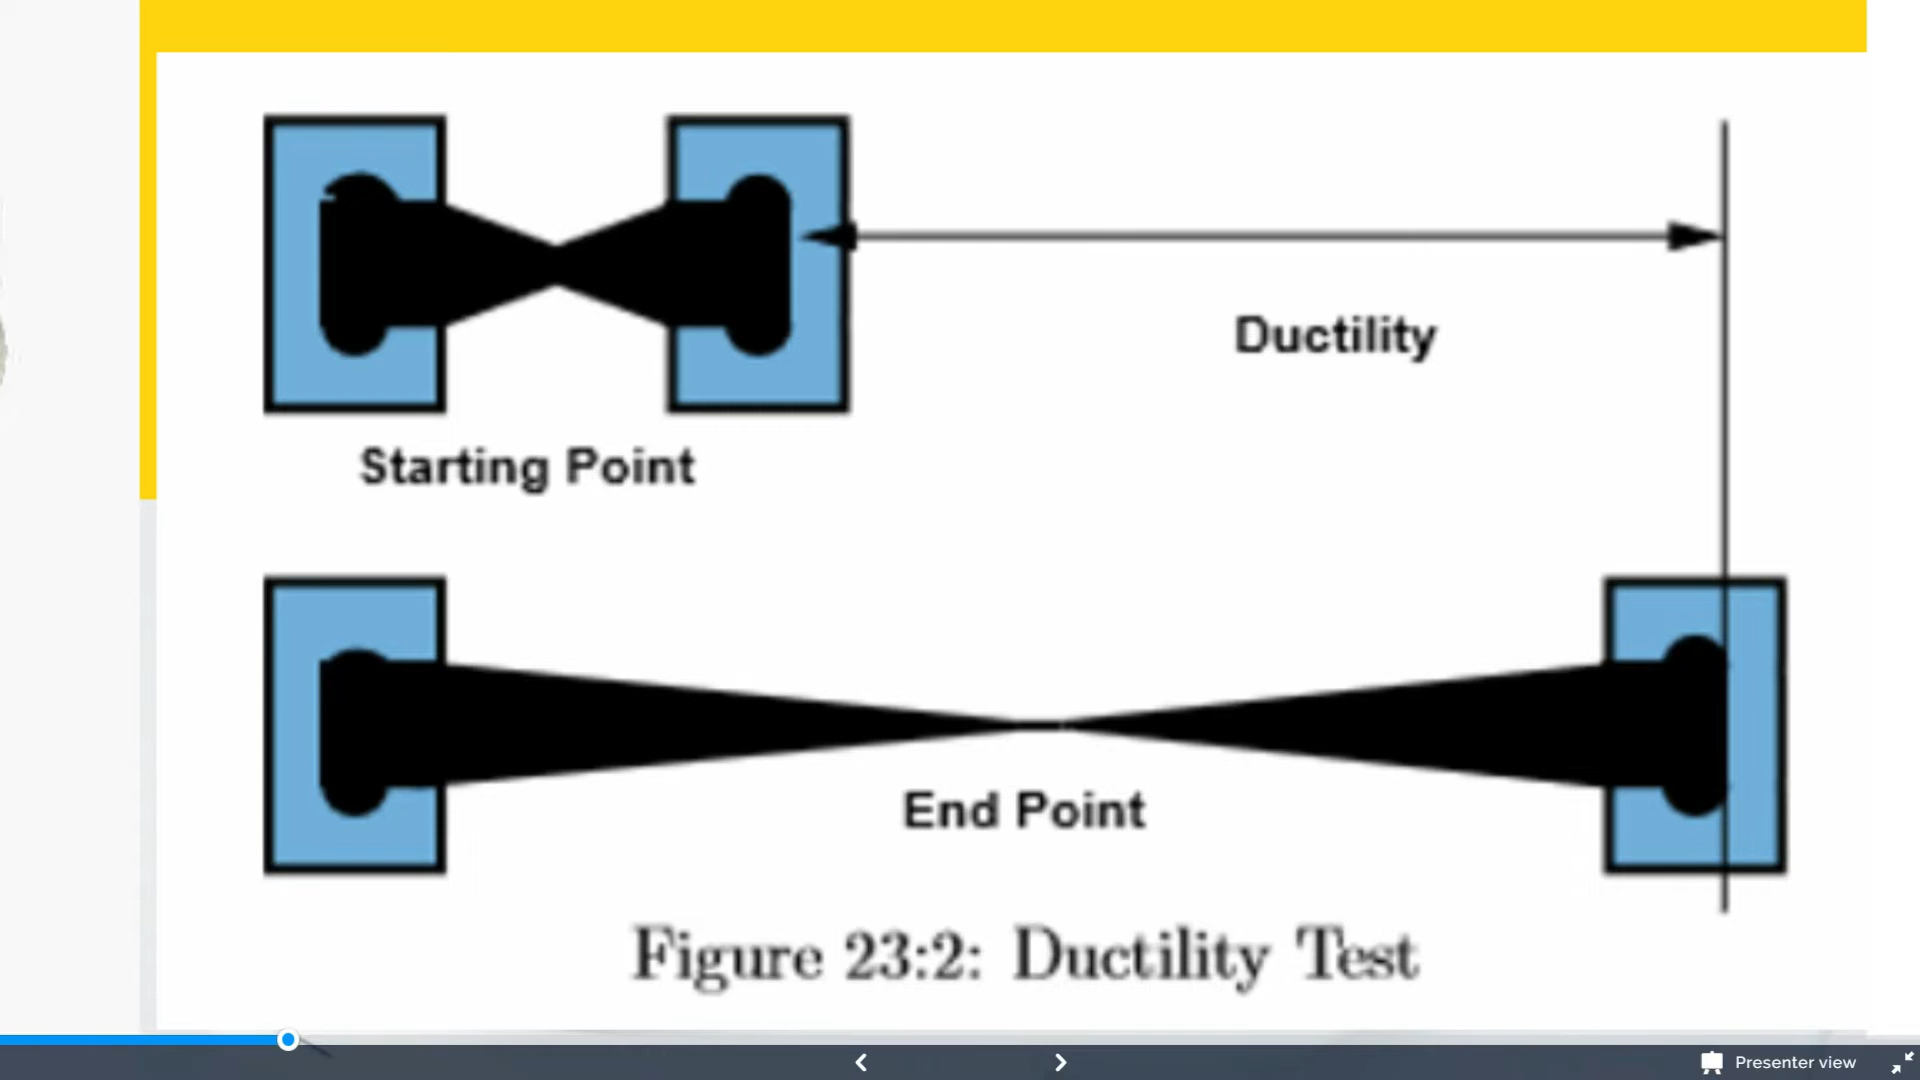 Ductility
Starting Point
End Point
Figure 23:2: Ductility Test
Presenter view